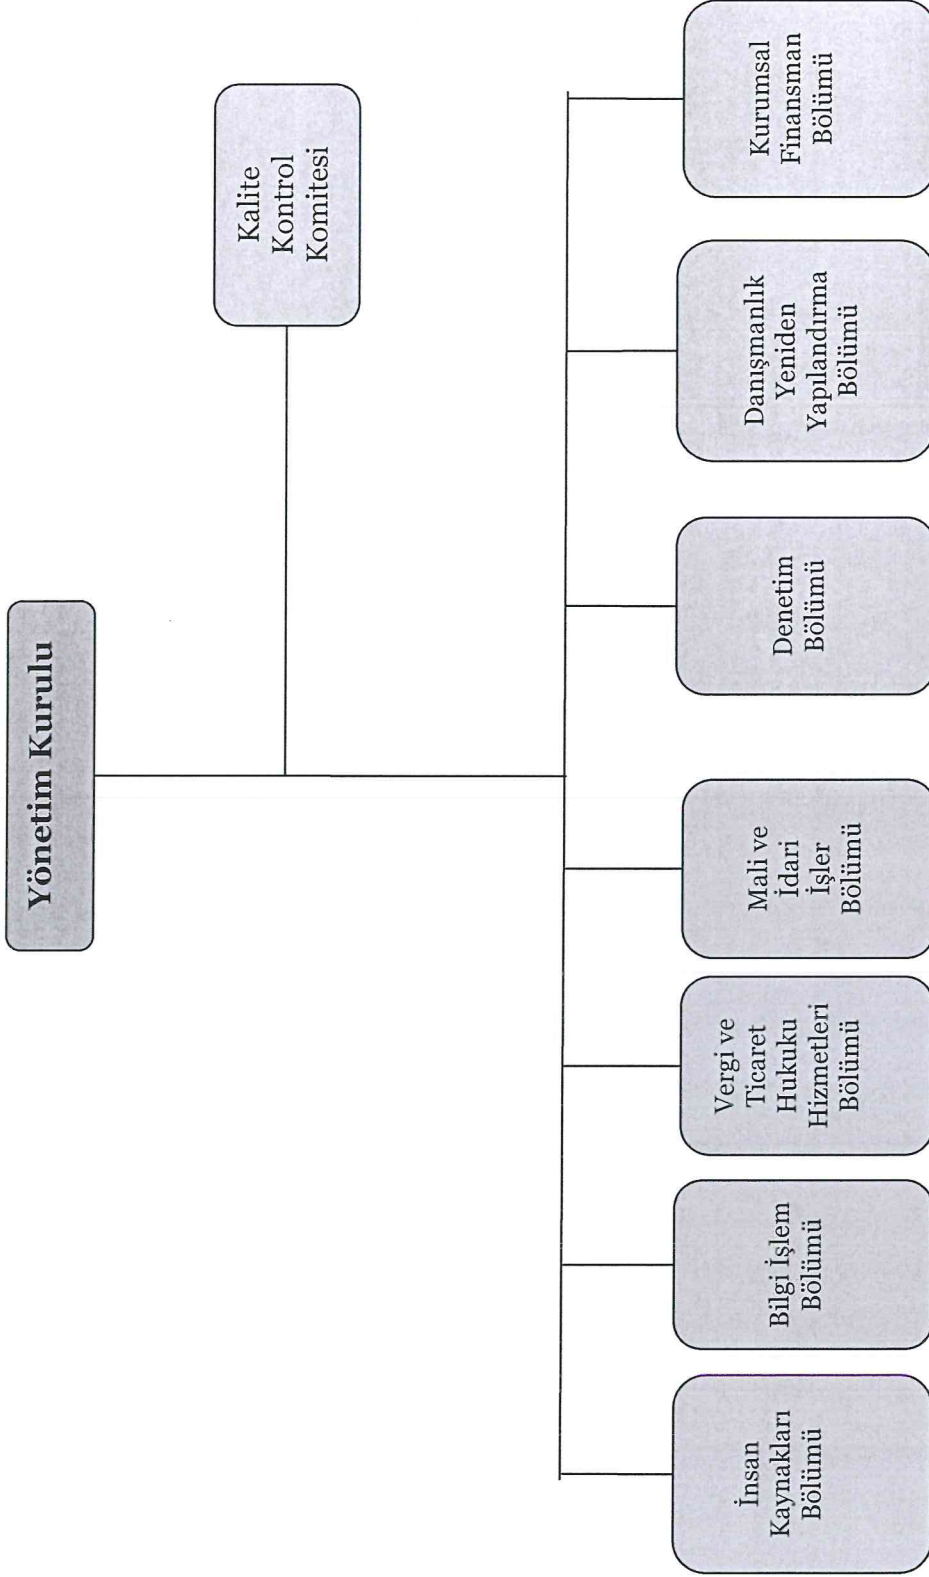 Yönetim Kurulu
Kalite
Kontrol
Komitesi
İnsan
Kaynakları
Bölümü
Bilgi İşlem
Bölümü
Vergi ve
Ticaret
Hukuku
Hizmetleri
Bölümü
Mali ve
İdari
İşler
Bölümü
Denetim
Bölümü
Danışmanlık
Yeniden
Yapılandırma
Bölümü
Kurumsal
Finansman
Bölümü